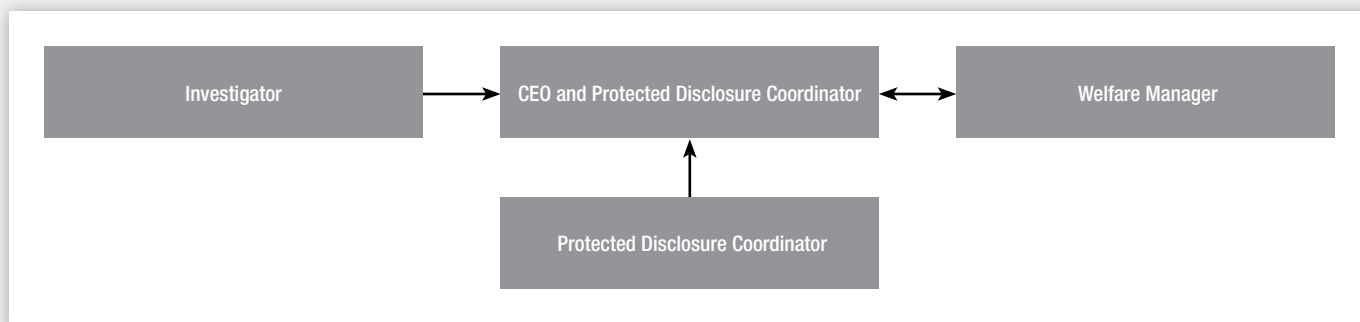 Investigator
CEO and Protected Disclosure Coordinator
Welfare Manager
Protected Disclosure Coordinator